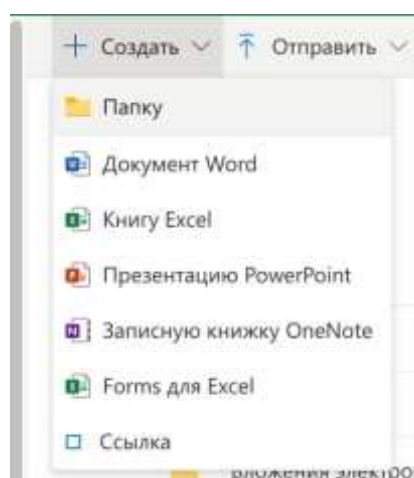 Создать Отправить
Папку
Документ Word
Книгу Excel
Презентацию PowerPoint
Записную книжку OneNote
Forms для Excel
Ссылка